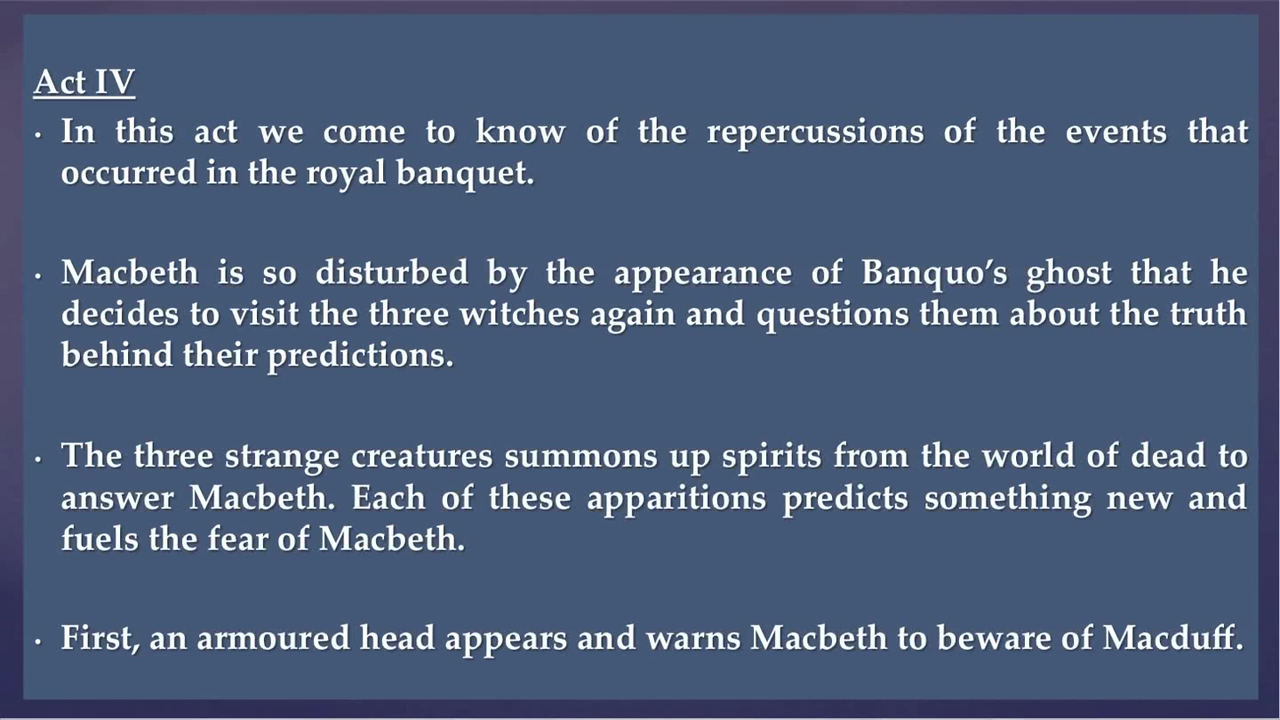 Act IV
· In this act we come to know of the repercussions of the events that
occurred in the royal banquet.
· Macbeth is so disturbed by the appearance of Banquo’s ghost that he
decides to visit the three witches again and questions them about the truth
behind their predictions.
· The three strange creatures summons up spirits from the world of dead to
answer Macbeth. Each of these apparitions predicts something new and
fuels the fear of Macbeth.
· First, an armoured head appears and warns Macbeth to beware of Macduff.